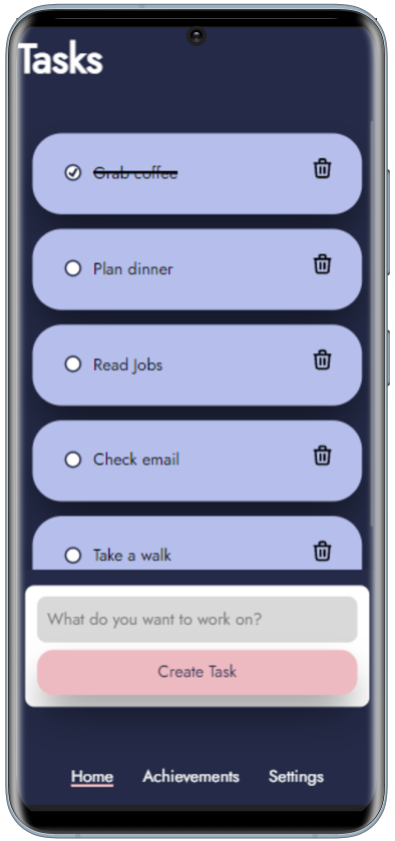 Tasks
Grab coffee
Plan dinner
Read Jobs
Check email
Take a walk
What do you want to work on?
Create Task
Home Achievements Settings